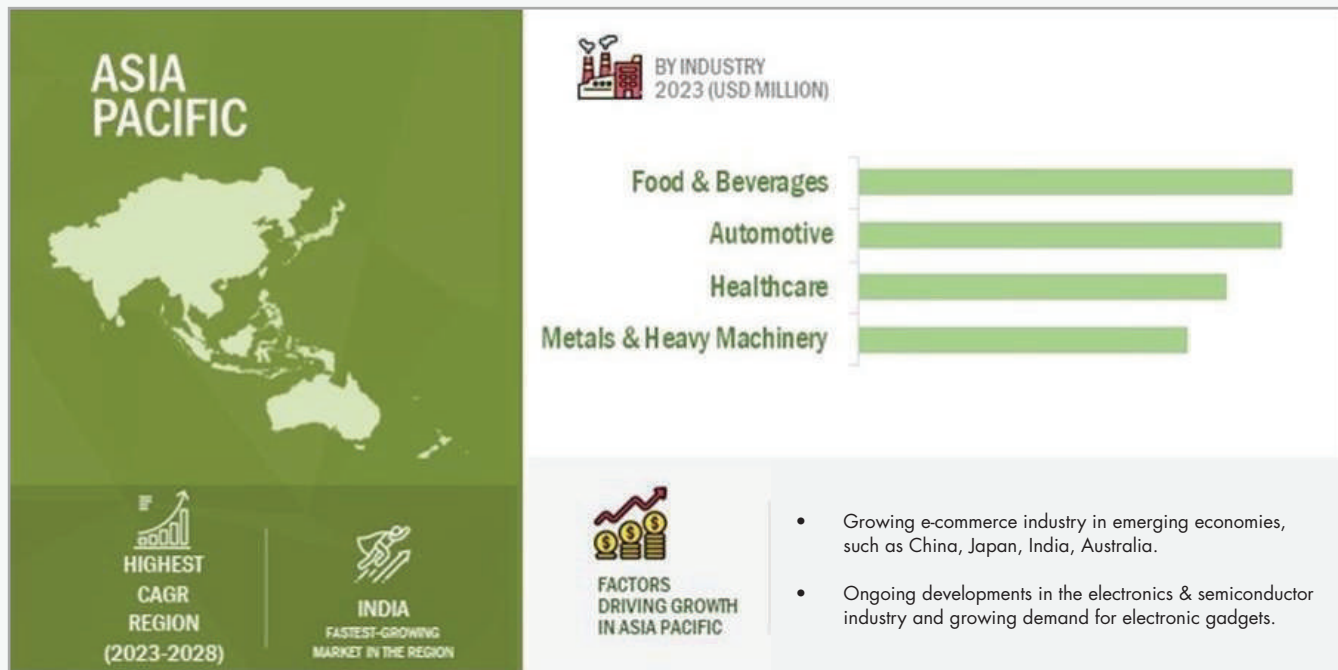 ASIA
PACIFIC
BY INDUSTRY
2023 (USD MILLION)
Food & Beverages
Automotive
Healthcare
Metals & Heavy Machinery
HIGHEST
CAGR
REGION
(2023-2028)
INDIA
FASTEST-GROWING
MARKET IN THE REGION
FACTORS
DRIVING GROWTH
IN ASIA PACIFIC
• Growing e-commerce industry in emerging economies,
such as China, Japan, India, Australia.
• Ongoing developments in the electronics & semiconductor
industry and growing demand for electronic gadgets.